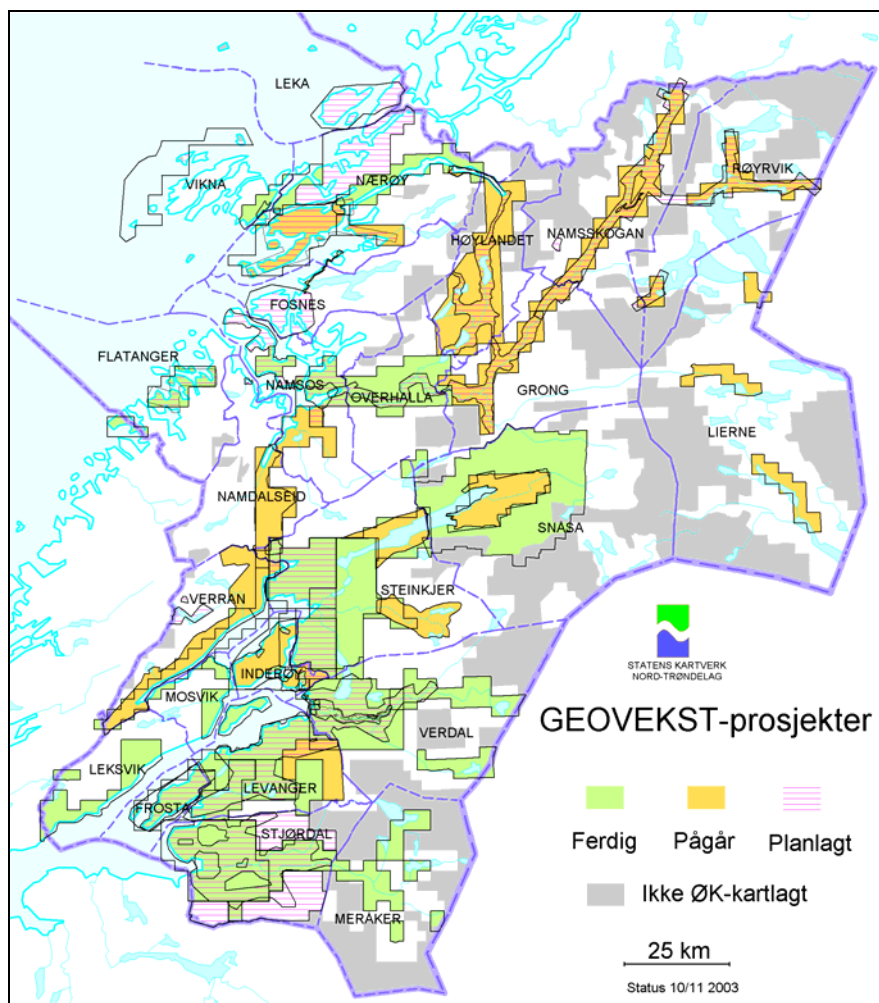 LEKA
VIKNA
NÆRØY
RØYRVIK
HØYLANDET
NAMSSKOGAN
FOSNES
FLATANGER
NAMSOS
OVERHALLA
GRONG
LIERNE
NAMDALSEID
SNÅSA
VERRAN
STEINKJER
INDERØY
MOSVIK
VERDAL
LEKSVIK
LEVANGER
FROSTA
STJØRDAL
MERÅKER
STATENS KARTVERK
NORD-TRØNDELAG
GEOVEKST-prosjekter
Ferdig
Pågår
Planlagt
Ikke ØK-kartlagt
25 km
Status 10/11 2003